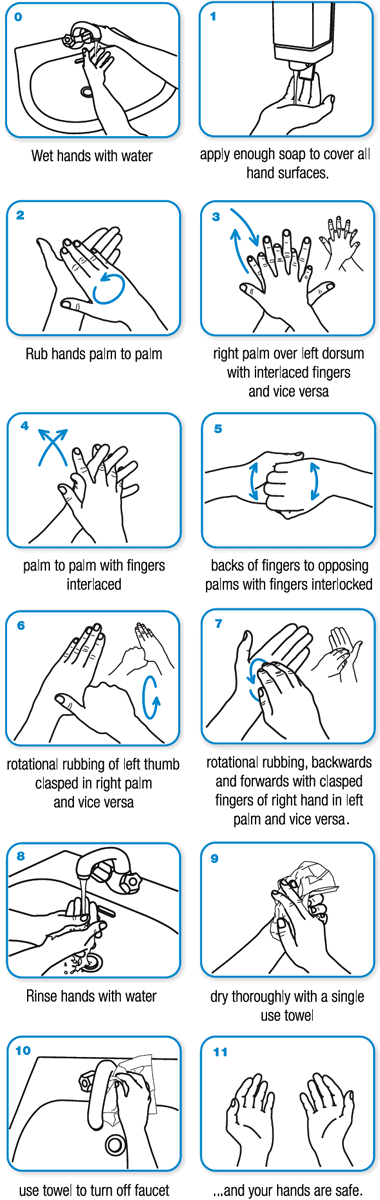 0
Wet hands with water
1
apply enough soap to cover all
hand surfaces.
2
Rub hands palm to palm
3
right palm over left dorsum
with interlaced fingers
and vice versa
4
palm to palm with fingers
interlaced
5
backs of fingers to opposing
palms with fingers interlocked
6
rotational rubbing of left thumb
clasped in right palm
and vice versa
7
rotational rubbing, backwards
and forwards with clasped
fingers of right hand in left
palm and vice versa.
8
Rinse hands with water
9
dry thoroughly with a single
use towel
10
use towel to turn off faucet
11
...and your hands are safe.